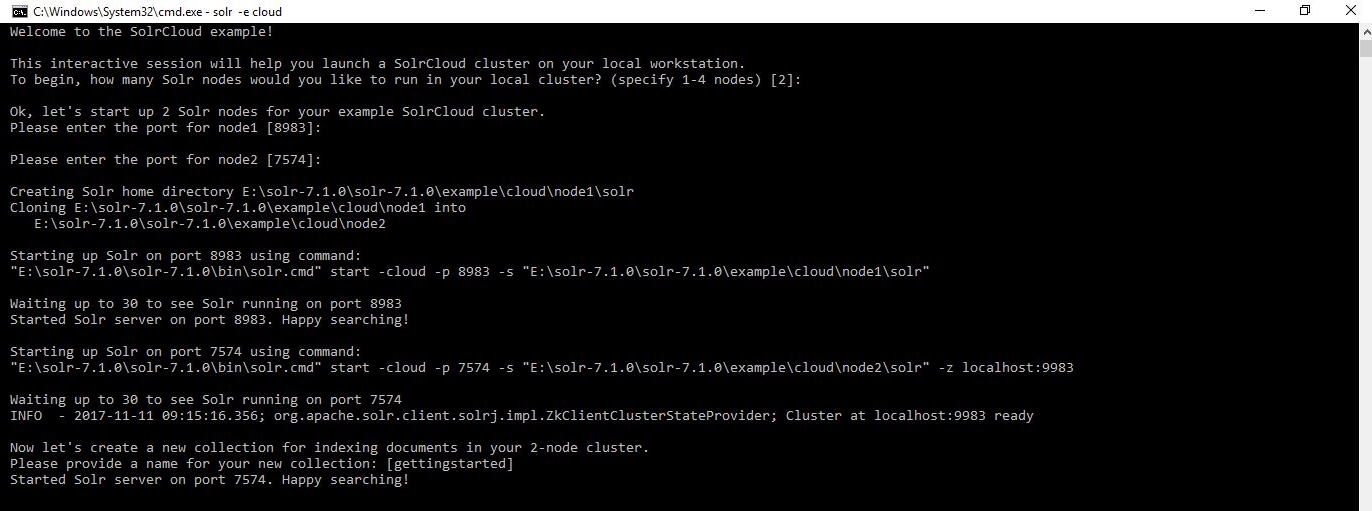 C:\Windows\System32\cmd.exe - solr -e cloud
Welcome to the SolrCloud example!
This interactive session will help you launch a SolrCloud cluster on your local workstation.
To begin, how many Solr nodes would you like to run in your local cluster? (specify 1-4 nodes) [2]:
Ok, let's start up 2 Solr nodes for your example SolrCloud cluster.
Please enter the port for node1 [8983]:
Please enter the port for node2 [7574]:
Creating Solr home directory E:\solr-7.1.0\solr-7.1.0\example\cloud\node1\solr
Cloning E:\solr-7.1.0\solr-7.1.0\example\cloud\node1 into
E:\solr-7.1.0\solr-7.1.0\example\cloud\node2
Starting up Solr on port 8983 using command:
"E:\solr-7.1.0\solr-7.1.0\bin\solr.cmd" start -cloud -p 8983 -s "E:\solr-7.1.0\solr-7.1.0\example\cloud\node1\solr"
Waiting up to 30 to see Solr running on port 8983
Started Solr server on port 8983. Happy searching!
Starting up Solr on port 7574 using command:
"E:\solr-7.1.0\solr-7.1.0\bin\solr.cmd" start -cloud -p 7574 -s "E:\solr-7.1.0\solr-7.1.0\example\cloud\node2\solr" -z localhost:9983
Waiting up to 30 to see Solr running on port 7574
INFO  - 2017-11-11 09:15:16.356; org.apache.solr.client.solrj.impl.ZkClientClusterStateProvider; Cluster at localhost:9983 ready
Now let's create a new collection for indexing documents in your 2-node cluster.
Please provide a name for your new collection: [gettingstarted]
Started Solr server on port 7574. Happy searching!